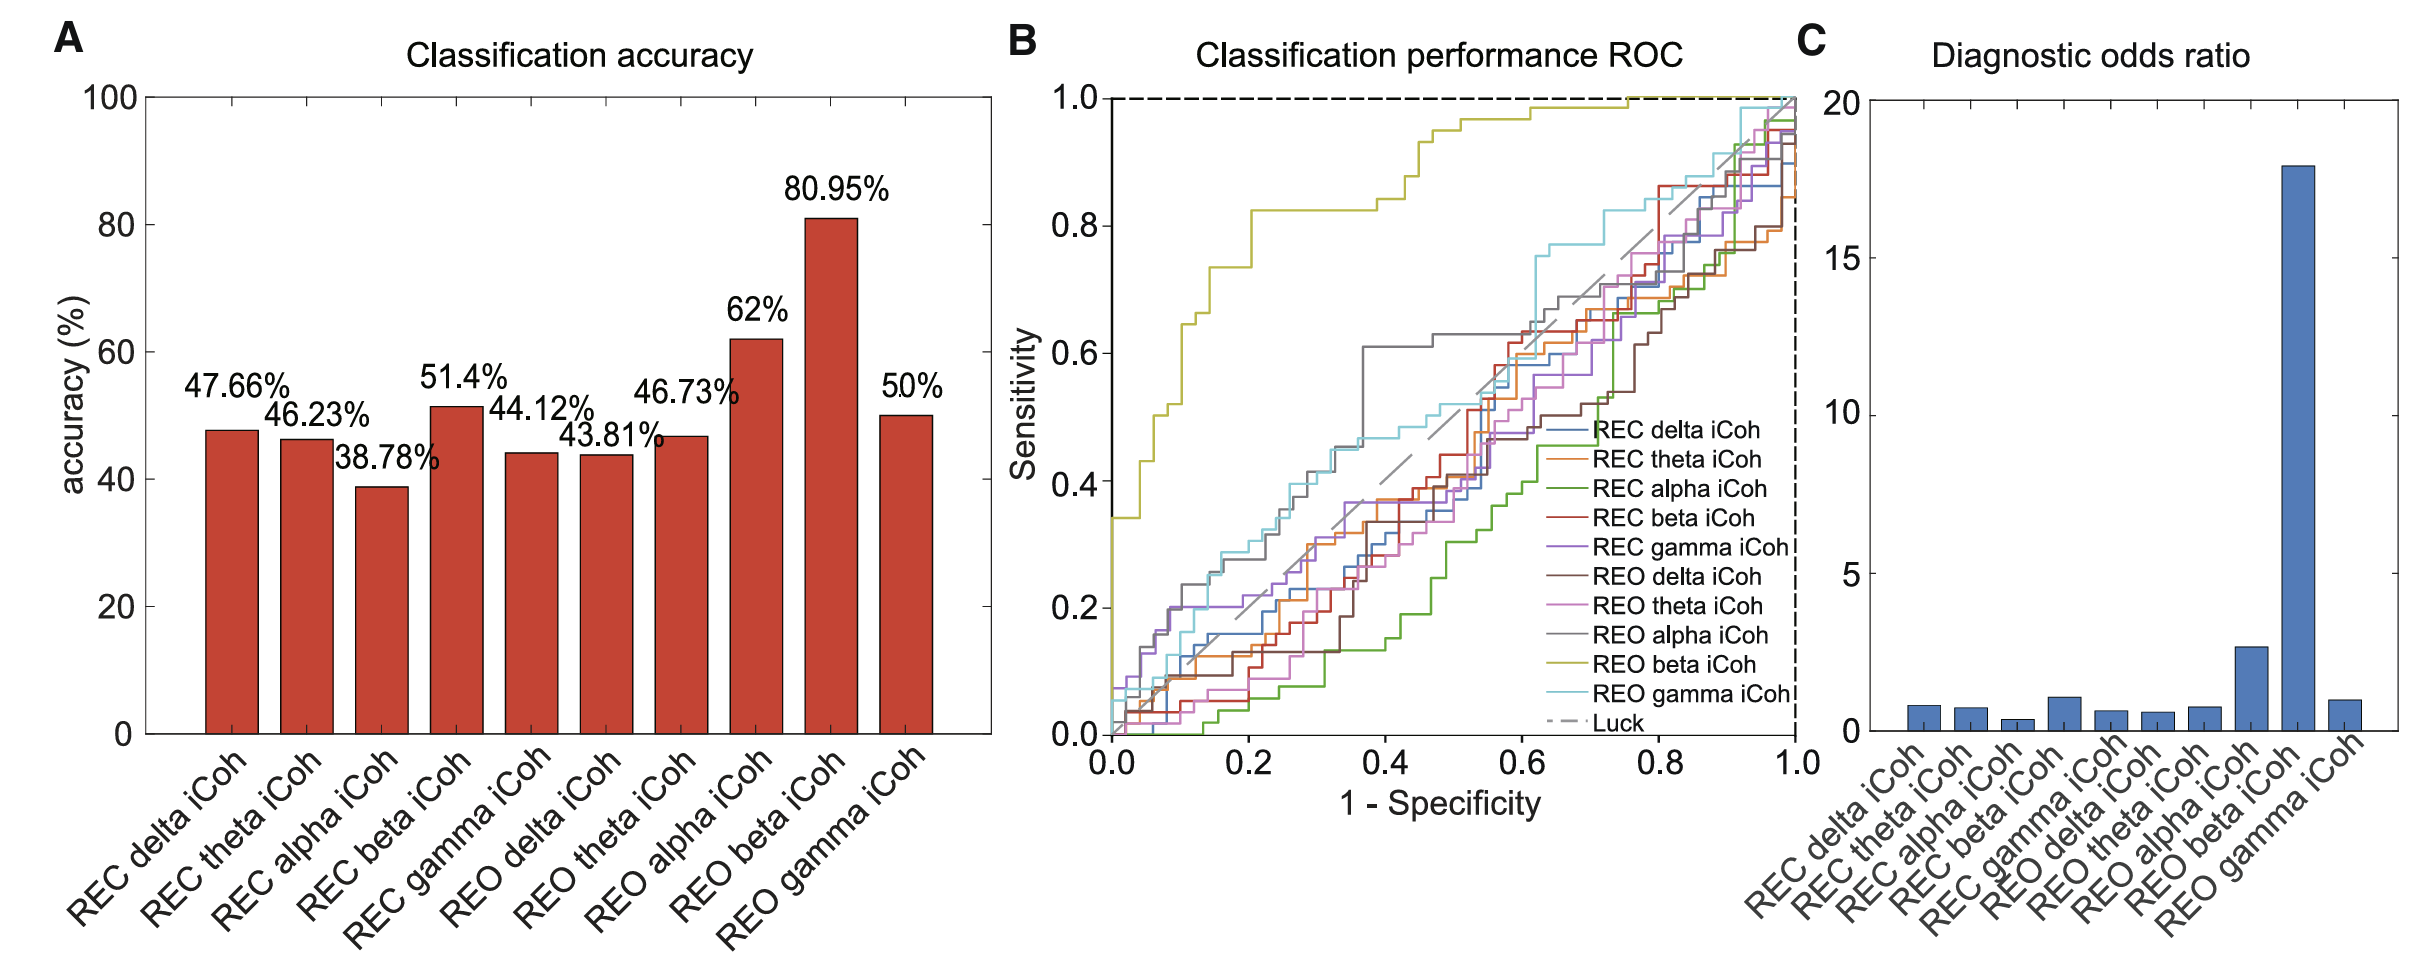 A
Classification accuracy
accuracy (%)
100
80
60
40
20
0
47.66%
46.23%
38.78%
51.4%
44.12%
43.81%
46.73%
62%
80.95%
50%
REC delta iCoh
REC theta iCoh
REC alpha iCoh
REC beta iCoh
REC gamma iCoh
REO delta iCoh
REO theta iCoh
REO alpha iCoh
REO beta iCoh
REO gamma iCoh
B
Classification performance ROC
Sensitivity
1.0
0.8
0.6
0.4
0.2
0.0
0.0 0.2 0.4 0.6 0.8 1.0
1 - Specificity
REC delta iCoh
REC theta iCoh
REC alpha iCoh
REC beta iCoh
REC gamma iCoh
REO delta iCoh
REO theta iCoh
REO alpha iCoh
REO beta iCoh
REO gamma iCoh
Luck
C
Diagnostic odds ratio
20
15
10
5
0
REC delta iCoh
REC theta iCoh
REC alpha iCoh
REC beta iCoh
REC gamma iCoh
REO delta iCoh
REO theta iCoh
REO alpha iCoh
REO beta iCoh
REO gamma iCoh